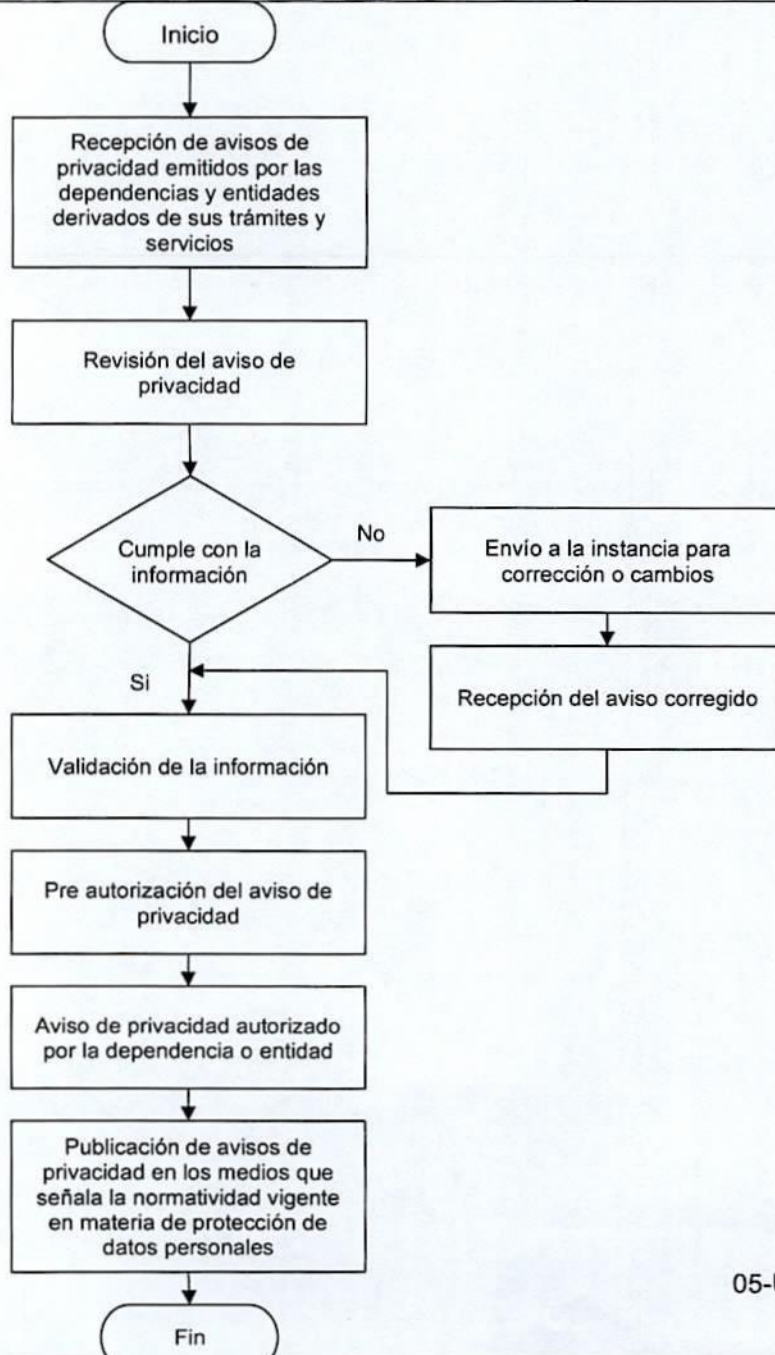 Inicio
Recepción de avisos de
privacidad emitidos por las
dependencias y entidades
derivados de sus trámites y
servicios
Revisión del aviso de
privacidad
Cumple con la
información
No
Envío a la instancia para
corrección o cambios
Recepción del aviso corregido
Si
Validación de la información
Pre autorización del aviso de
privacidad
Aviso de privacidad autorizado
por la dependencia o entidad
Publicación de avisos de
privacidad en los medios que
señala la normatividad vigente
en materia de protección de
datos personales
Fin